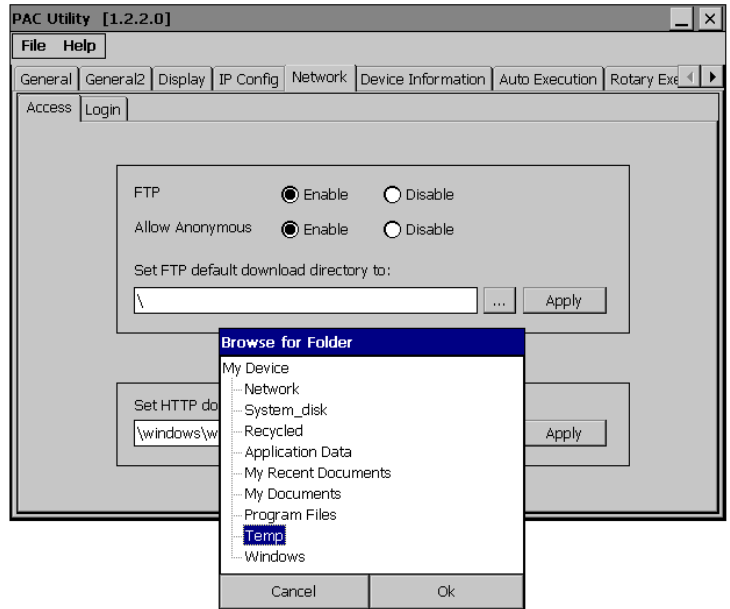 PAC Utility [1.2.2.0]
File Help
General General2 Display IP Config Network Device Information Auto Execution Rotary Exe
Access Login
FTP Enable Disable
Allow Anonymous Enable Disable
Set FTP default download directory to:
\ ... Apply
Browse for Folder
My Device
Network
System_disk
Recycled
Application Data
My Recent Documents
My Documents
Program Files
Temp
Windows
Cancel Ok
Set HTTP do
\windows\w Apply